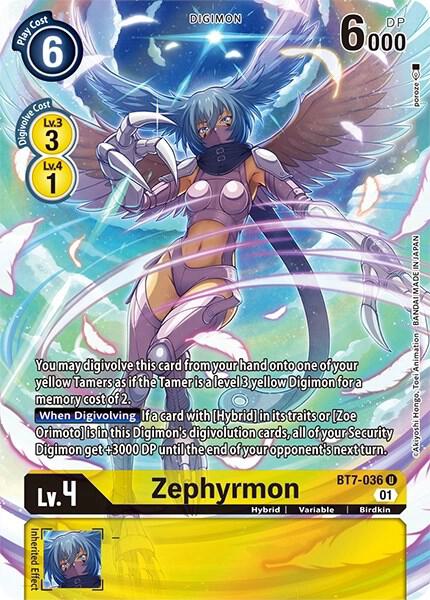 Play Cost
6
DIGIMON
DP
6000
Digivolve Cost
Lv.3
3
Lv.4
1
poroze
©Akiyoshi Hongo, Toei Animation BANDAI MADE IN JAPAN
You may digivolve this card from your hand onto one of your
yellow Tamers as if the Tamer is a level 3 yellow Digimon for a
memory cost of 2.
When Digivolving If a card with [Hybrid] in its traits or [Zoe
Orimoto] is in this Digimon's digivolution cards, all of your Security
Digimon get +3000 DP until the end of your opponent's next turn.
Lv.4
Zephyrmon
BT7-036 U
01
Hybrid | Variable | Birdkin
Inherited Effect
–